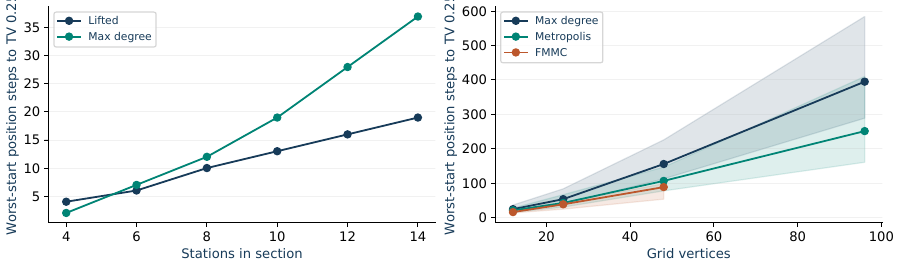 Worst-start position steps to TV 0.25
35
30
25
20
15
10
5
Lifted
Max degree
4
6
8
10
12
14
Stations in section
Worst-start position steps to TV 0.25
600
500
400
300
200
100
0
Max degree
Metropolis
FMMC
20
40
60
80
100
Grid vertices